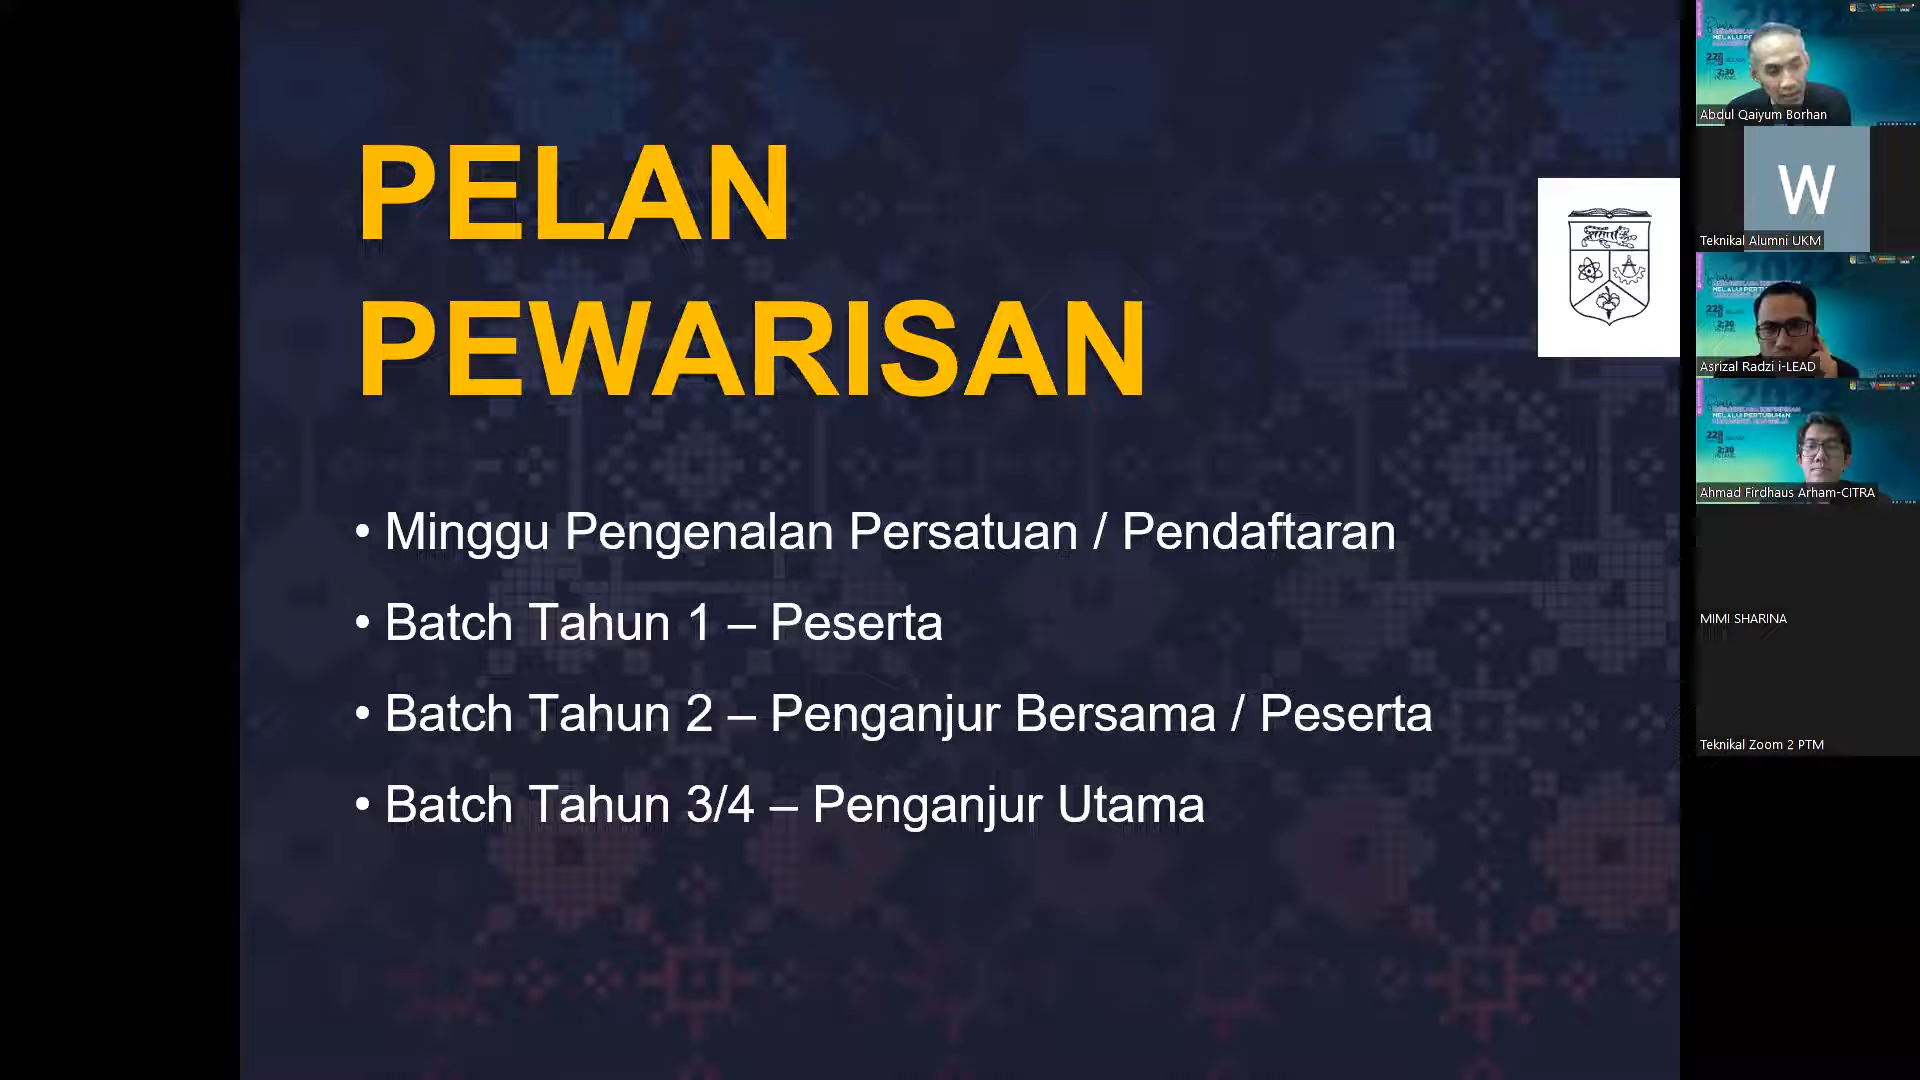 PELAN
PEWARISAN
• Minggu Pengenalan Persatuan / Pendaftaran
• Batch Tahun 1 – Peserta
• Batch Tahun 2 – Penganjur Bersama / Peserta
• Batch Tahun 3/4 – Penganjur Utama
Abdul Qaiyum Borhan
W
Teknikal Alumni UKM
Asrizal Radzi i-LEAD
Ahmad Firdhaus Arham-CITRA
MIMI SHARINA
Teknikal Zoom 2 PTM